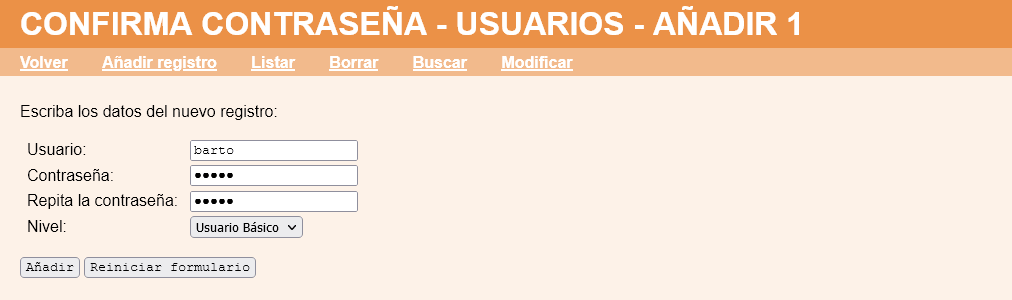 CONFIRMA CONTRASEÑA - USUARIOS - AÑADIR 1
Volver Añadir registro Listar Borrar Buscar Modificar
Escriba los datos del nuevo registro:
Usuario: barto
Contraseña: •••••
Repita la contraseña: •••••
Nivel: Usuario Básico
Añadir Reiniciar formulario